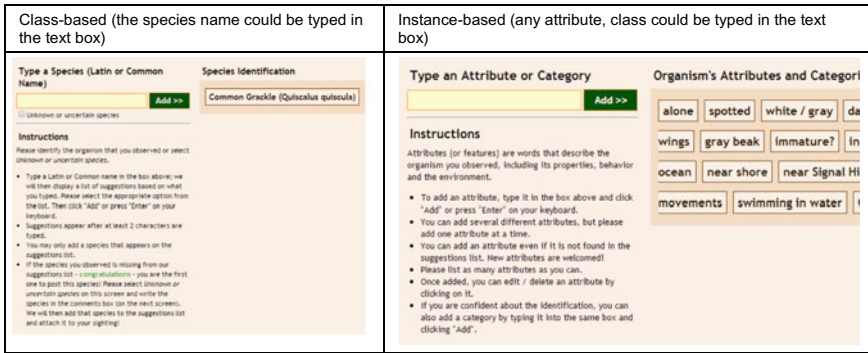 Class-based (the species name could be typed in
the text box)
Instance-based (any attribute, class could be typed in the text
box)
Type a Species (Latin or Common
Name)
Add >>
Unknown or uncertain species
Instructions
Please identify the organism that you observed or select
Unknown or uncertain species.
• Type a Latin or Common name in the box above; we
will then display a list of suggestions based on what
you typed. Please select the appropriate option from
the list. Then click "Add" or press "Enter" on your
keyboard.
• Suggestions appear after at least 2 characters are
typed.
• You may only add a species that appears on the
suggestions list.
• If the species you observed is missing from our
suggestions list - congratulations - you are the first
one to post this species! Please select Unknown or
uncertain species on this screen and write the
species in the comments box (on the next screen).
We will then add that species to the suggestions list
and attach it to your sighting!
Species Identification
Common Grackle (Quiscalus quiscula)
Type an Attribute or Category
Add >>
Instructions
Attributes (or features) are words that describe the
organism you observed, including its properties, behavior
and the environment.
• To add an attribute, type it in the box above and click
"Add" or press "Enter" on your keyboard.
• You can add several different attributes, but please
add one attribute at a time.
• You can add an attribute even if it is not found in the
suggestions list. New attributes are welcomed!
• Please list as many attributes as you can.
• Once added, you can edit / delete an attribute by
clicking on it.
• If you are confident about the identification, you can
also add a category by typing it into the same box and
clicking "Add".
Organism's Attributes and Categori
alone spotted white / gray da
wings gray beak immature? in
ocean near shore near Signal Hi
movements swimming in water